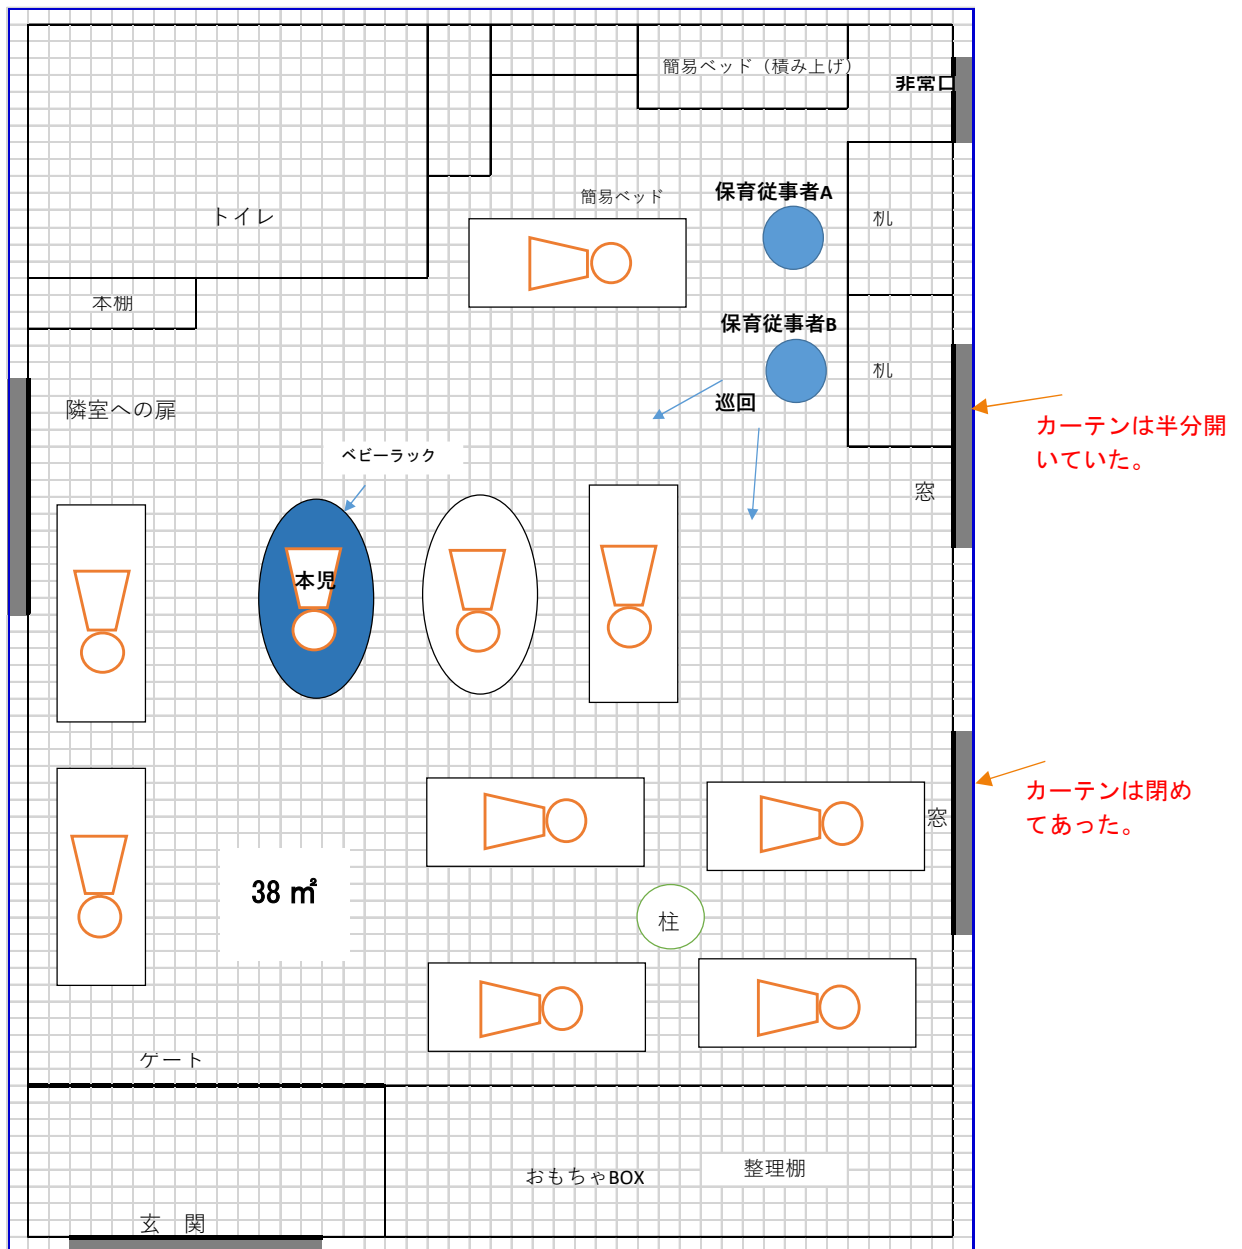 簡易ベッド（積み上げ）
非常口
簡易ベッド
保育従事者A
トイレ
机
本棚
保育従事者B
机
巡回
隣室への扉
カーテンは半分開
いていた。
ベビーラック
窓
本児
カーテンは閉め
てあった。
窓
38 ㎡
柱
ゲート
おもちゃBOX
整理棚
玄　関